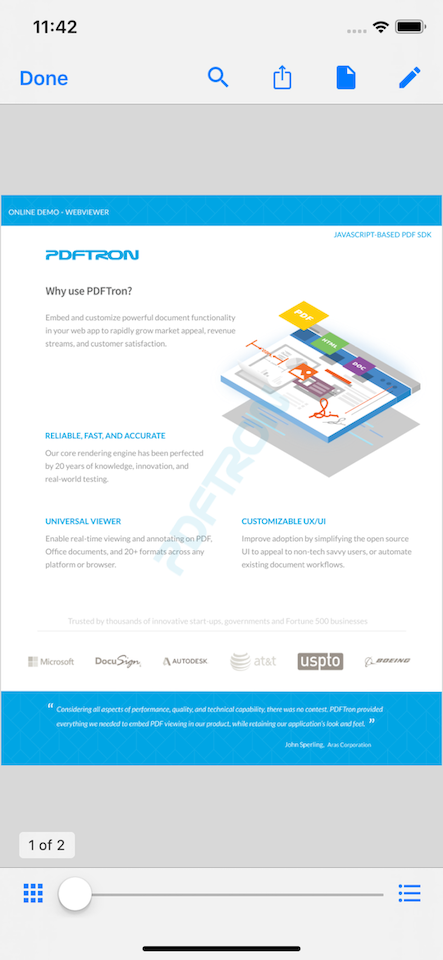 11:42
Done
ONLINE DEMO - WEBVIEWER
JAVASCRIPT-BASED PDF SDK
PDFTRON
Why use PDFTron?
Embed and customize powerful document functionality
in your web app to rapidly grow market appeal, revenue
streams, and customer satisfaction.
PDF
HTML
DOC
RELIABLE, FAST, AND ACCURATE
Our core rendering engine has been perfected
by 20 years of knowledge, innovation, and
real-world testing.
PDFTRON
UNIVERSAL VIEWER
Enable real-time viewing and annotating on PDF,
Office documents, and 20+ formats across any
platform or browser.
CUSTOMIZABLE UX/UI
Improve adoption by simplifying the open source
UI to appeal to non-tech savvy users, or automate
existing document workflows.
Trusted by thousands of innovative start-ups, governments and Fortune 500 businesses
Microsoft DocuSign AUTODESK at&t uspto BOEING
“ Considering all aspects of performance, quality, and technical capability, there was no contest. PDFTron provided
everything we needed to embed PDF viewing in our product, while retaining our application's look and feel. ”
John Sperling, Aras Corporation
1 of 2